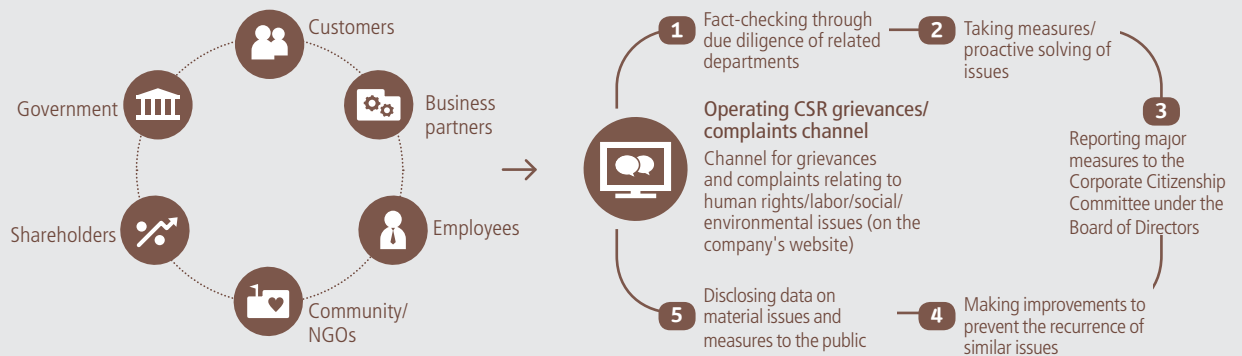 Customers
Government
Business
partners
Shareholders
Employees
Community/
NGOs
1
Fact-checking through
due diligence of related
departments
2
Taking measures/
proactive solving of
issues
3
Reporting major
measures to the
Corporate Citizenship
Committee under the
Board of Directors
Operating CSR grievances/
complaints channel
Channel for grievances
and complaints relating to
human rights/labor/social/
environmental issues (on the
company's website)
4
Making improvements to
prevent the recurrence of
similar issues
5
Disclosing data on
material issues and
measures to the public